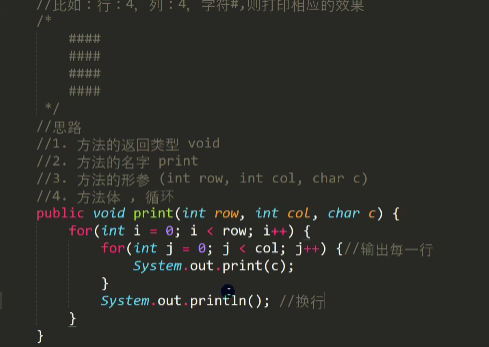 //比如：行：4, 列：4, 字符#,则打印相应的效果
/*
####
####
####
####
*/
//思路
//1. 方法的返回类型 void
//2. 方法的名字 print
//3. 方法的形参 (int row, int col, char c)
//4. 方法体 , 循环
public void print(int row, int col, char c) {
for(int i = 0; i < row; i++) {
for(int j = 0; j < col; j++) {//输出每一行
System.out.print(c);
}
System.out.println(); //换行
}
}